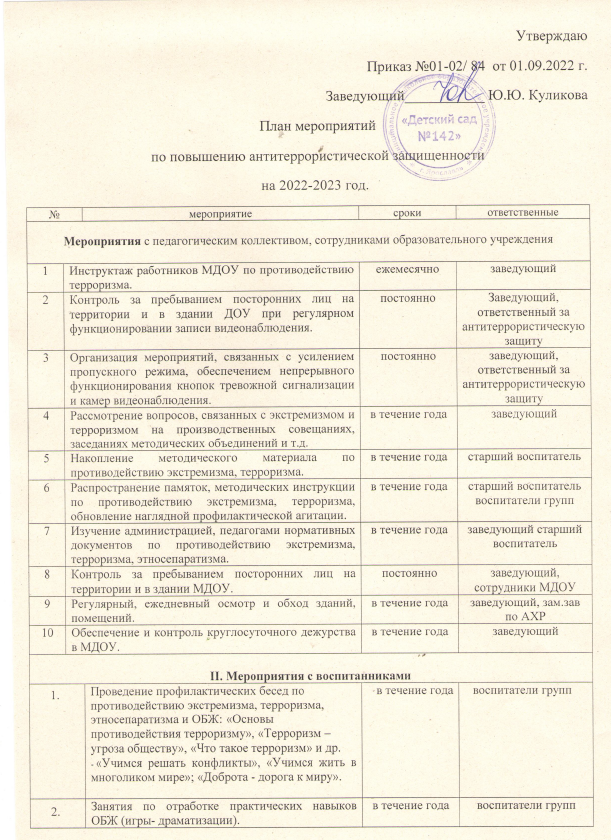 Утверждаю
Приказ №01-02/ 84 от 01.09.2022 г.
Заведующий____________ Ю.Ю. Куликова
«Детский сад
№142»
План мероприятий
по повышению антитеррористической защищенности
на 2022-2023 год.
№ мероприятие сроки ответственные
Мероприятия с педагогическим коллективом, сотрудниками образовательного учреждения
1 Инструктаж работников МДОУ по противодействию ежемесячно заведующий
терроризма.
2 Контроль за пребыванием посторонних лиц на постоянно Заведующий,
территории и в здании ДОУ при регулярном ответственный за
функционировании записи видеонаблюдения. антитеррористическую
защиту
3 Организация мероприятий, связанных с усилением постоянно заведующий,
пропускного режима, обеспечением непрерывного ответственный за
функционирования кнопок тревожной сигнализации антитеррористическую
и камер видеонаблюдения. защиту
4 Рассмотрение вопросов, связанных с экстремизмом и в течение года заведующий
терроризмом на производственных совещаниях,
заседаниях методических объединений и т.д.
5 Накопление методического материала по в течение года старший воспитатель
противодействию экстремизма, терроризма.
6 Распространение памяток, методических инструкции в течение года старший воспитатель
по противодействию экстремизма, терроризма, воспитатели групп
обновление наглядной профилактической агитации.
7 Изучение администрацией, педагогами нормативных в течение года заведующий старший
документов по противодействию экстремизма, воспитатель
терроризма, этносепаратизма.
8 Контроль за пребыванием посторонних лиц на постоянно заведующий,
территории и в здании МДОУ. сотрудники МДОУ
9 Регулярный, ежедневный осмотр и обход зданий, в течение года заведующий, зам.зав
помещений. по АХР
10 Обеспечение и контроль круглосуточного дежурства в течение года заведующий
в МДОУ.
II. Мероприятия с воспитанниками
1. Проведение профилактических бесед по в течение года воспитатели групп
противодействию экстремизма, терроризма,
этносепаратизма и ОБЖ: «Основы
противодействия терроризму», «Терроризм –
угроза обществу», «Что такое терроризм» и др.
-«Учимся решать конфликты», «Учимся жить в
многоликом мире»; «Доброта - дорога к миру».
2. Занятия по отработке практических навыков в течение года воспитатели групп
ОБЖ (игры- драматизации).